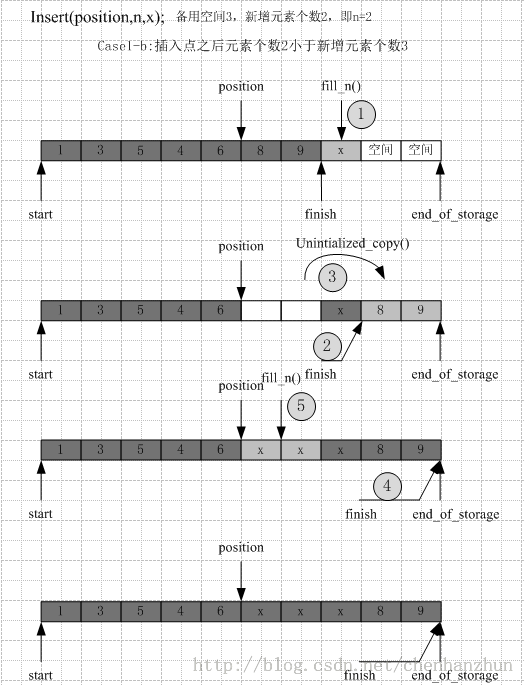 Insert(position,n,x); 备用空间3，新增元素个数2，即n=2
Case1-b:插入点之后元素个数2小于新增元素个数3
position fill_n()
1
1 3 5 4 6 8 9 x 空间 空间
start finish end_of_storage
position Unintialized_copy()
3
1 3 5 4 6 x 8 9
2
start finish end_of_storage
position fill_n()
5
1 3 5 4 6 x x x 8 9
4
start finish end_of_storage
position
1 3 5 4 6 x x x 8 9
http://blog.csdn.net/chenhanzhun
start finish end_of_storage